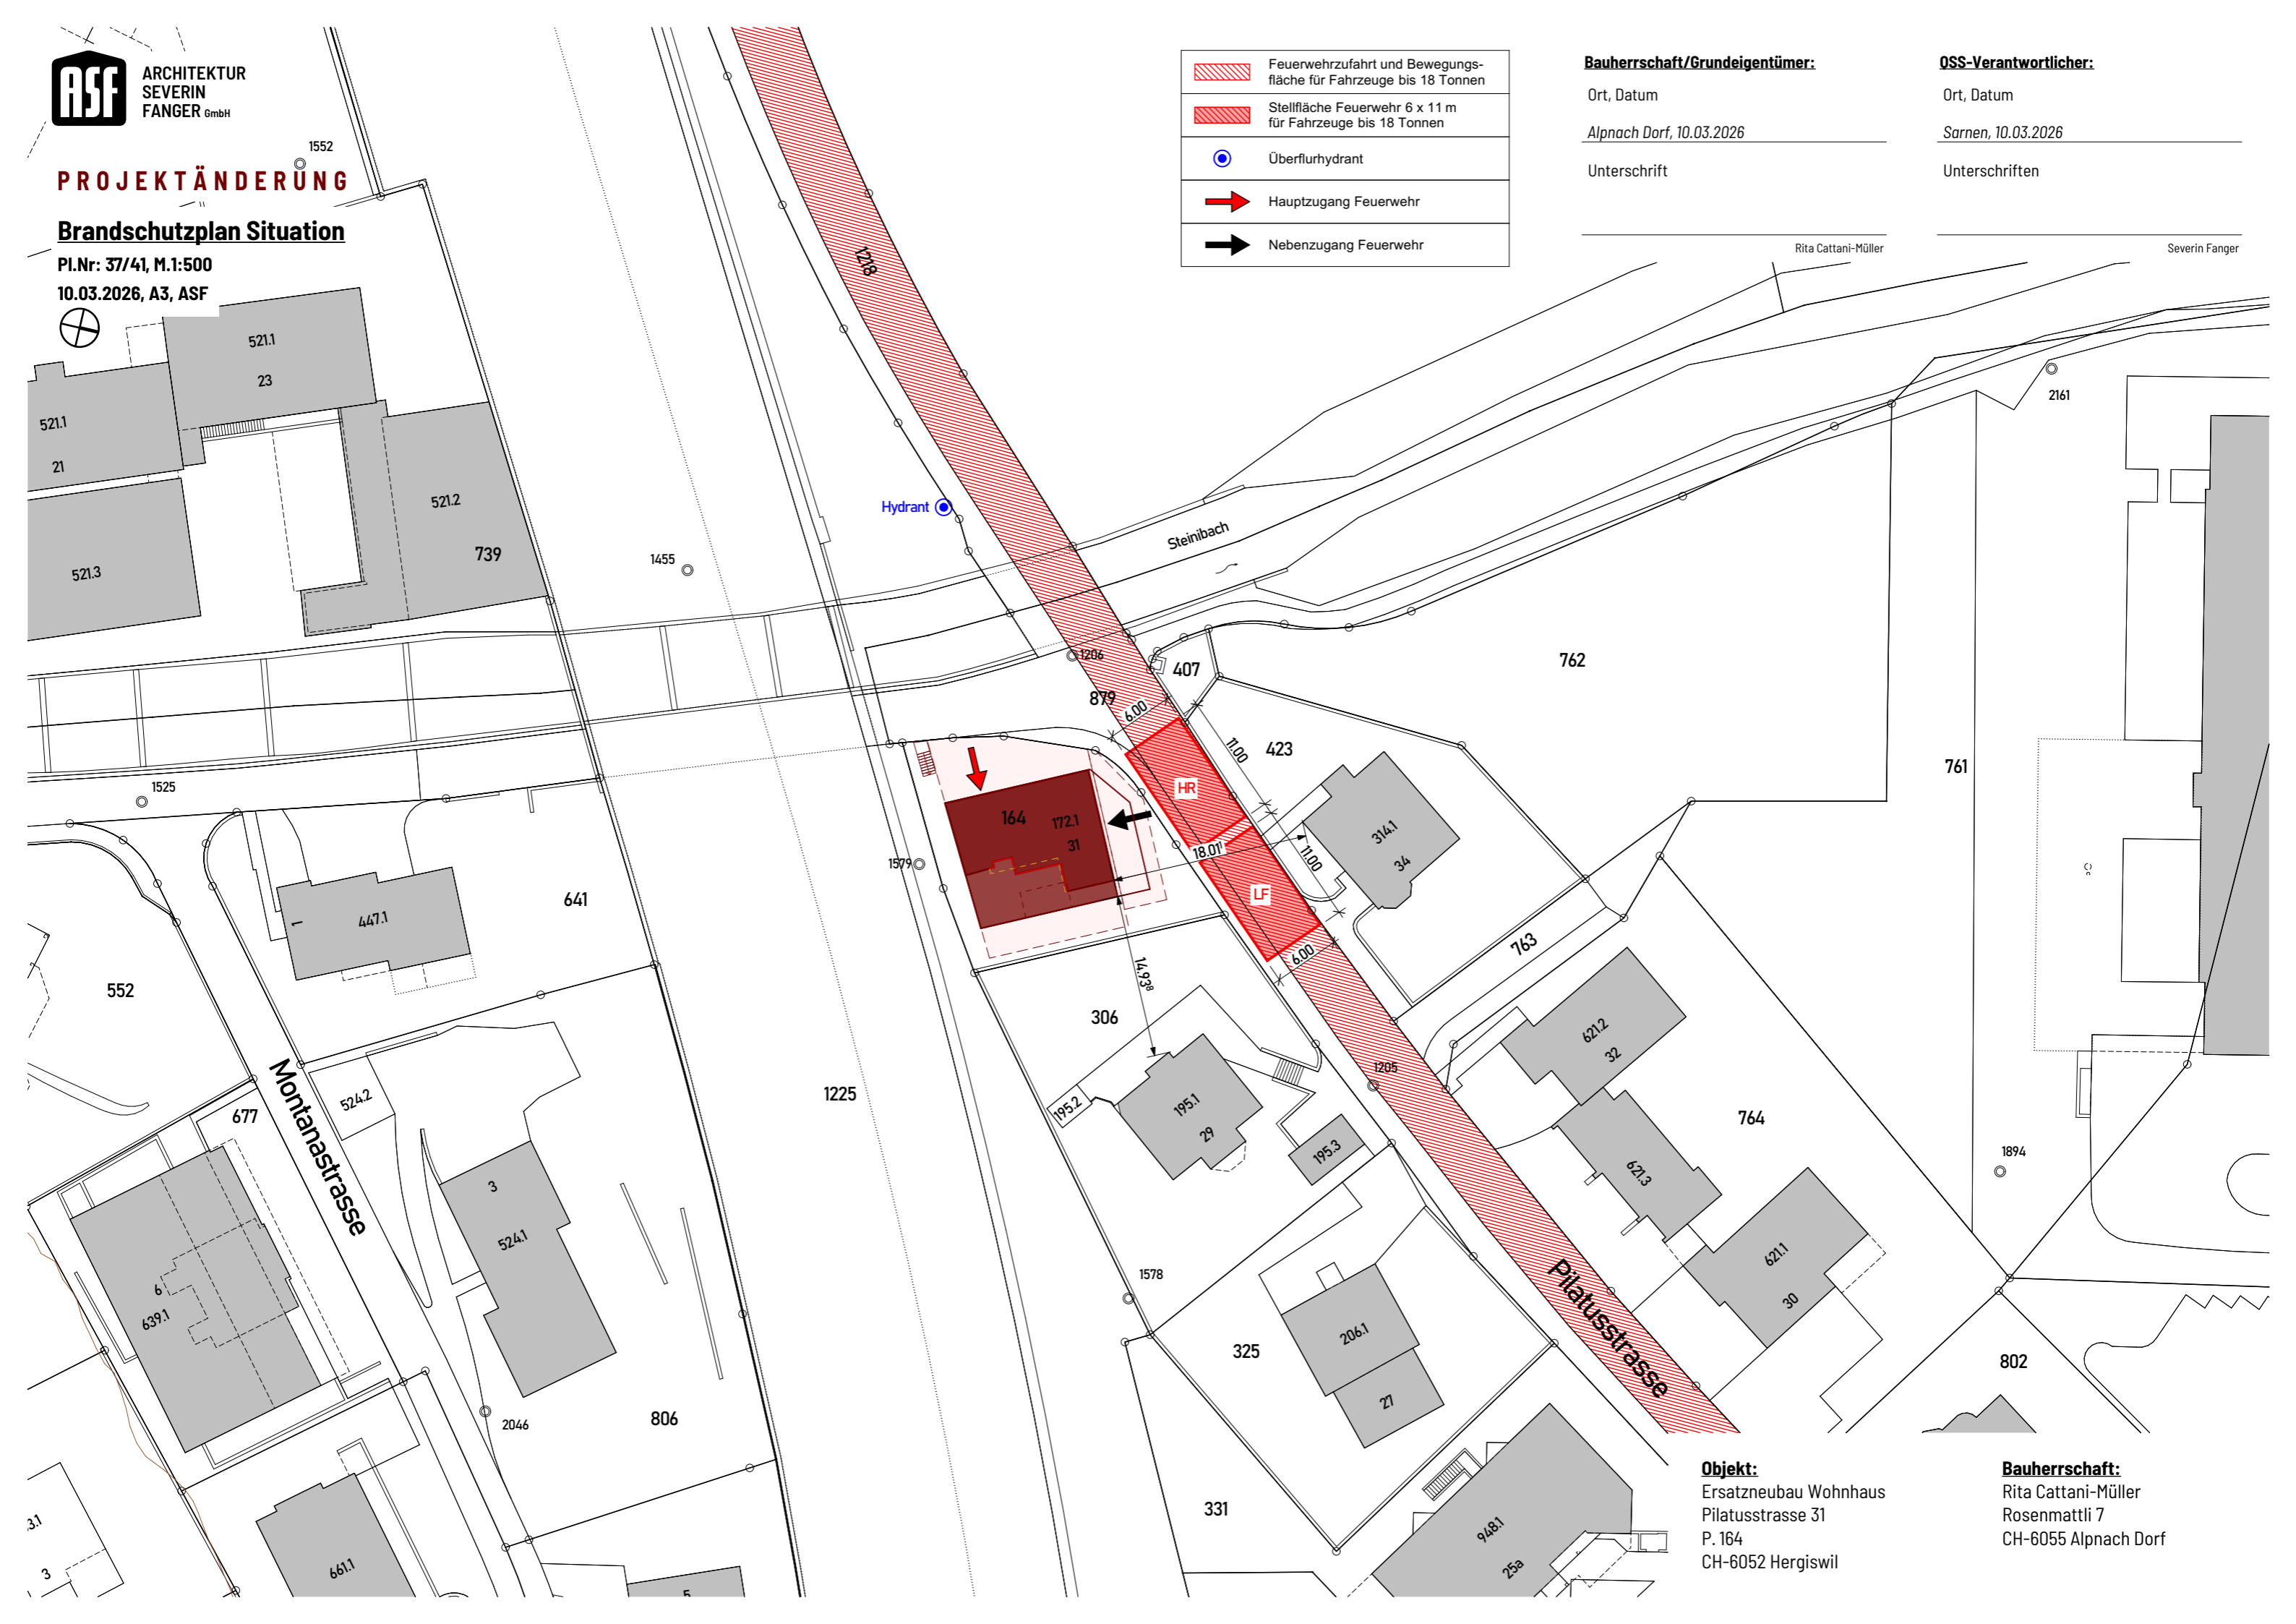 ASF
ARCHITEKTUR
SEVERIN
FANGER GmbH
PROJEKTÄNDERUNG
Brandschutzplan Situation
Pl.Nr: 37/41, M.1:500
10.03.2026, A3, ASF
Feuerwehrzufahrt und Bewegungs-
fläche für Fahrzeuge bis 18 Tonnen
Stellfläche Feuerwehr 6 x 11 m
für Fahrzeuge bis 18 Tonnen
Überflurhydrant
Hauptzugang Feuerwehr
Nebenzugang Feuerwehr
Bauherrschaft/Grundeigentümer:
Ort, Datum
Alpnach Dorf, 10.03.2026
Unterschrift
Rita Cattani-Müller
QSS-Verantwortlicher:
Ort, Datum
Sarnen, 10.03.2026
Unterschriften
Severin Fanger
1552
1218
521.1
23
521.1
21
521.2
739
521.3
Hydrant
1455
Steinibach
2161
1206
407
879
6.00
762
11.00
423
761
HR
164
172.1
31
314.1
34
18.01¹
11.00
1579
LF
6.00
1525
641
447.1
1
552
763
14.93⁸
306
621.2
32
1205
1225
195.2
195.1
29
195.3
764
621.3
1894
524.2
677
Montanastrasse
3
524.1
6
639.1
1578
621.1
30
Pilatusstrasse
206.1
325
27
802
2046
806
331
948.1
25a
3.1
3
661.1
5
Objekt:
Ersatzneubau Wohnhaus
Pilatusstrasse 31
P. 164
CH-6052 Hergiswil
Bauherrschaft:
Rita Cattani-Müller
Rosenmattli 7
CH-6055 Alpnach Dorf